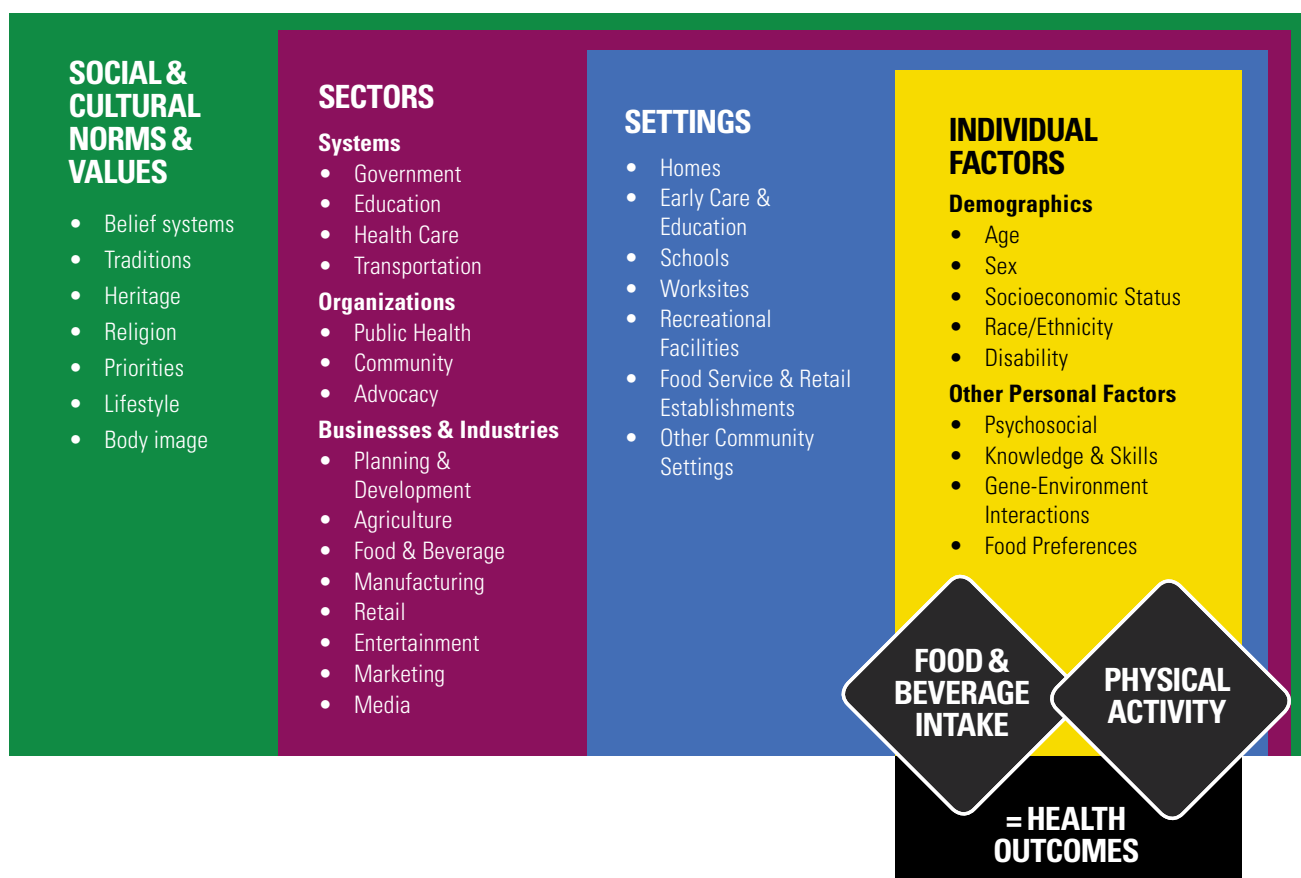 SOCIAL &
CULTURAL
NORMS &
VALUES
• Belief systems
• Traditions
• Heritage
• Religion
• Priorities
• Lifestyle
• Body image
SECTORS
Systems
• Government
• Education
• Health Care
• Transportation
Organizations
• Public Health
• Community
• Advocacy
Businesses & Industries
• Planning &
Development
• Agriculture
• Food & Beverage
• Manufacturing
• Retail
• Entertainment
• Marketing
• Media
SETTINGS
• Homes
• Early Care &
Education
• Schools
• Worksites
• Recreational
Facilities
• Food Service & Retail
Establishments
• Other Community
Settings
INDIVIDUAL
FACTORS
Demographics
• Age
• Sex
• Socioeconomic Status
• Race/Ethnicity
• Disability
Other Personal Factors
• Psychosocial
• Knowledge & Skills
• Gene-Environment
Interactions
• Food Preferences
FOOD &
BEVERAGE
INTAKE
PHYSICAL
ACTIVITY
= HEALTH
OUTCOMES